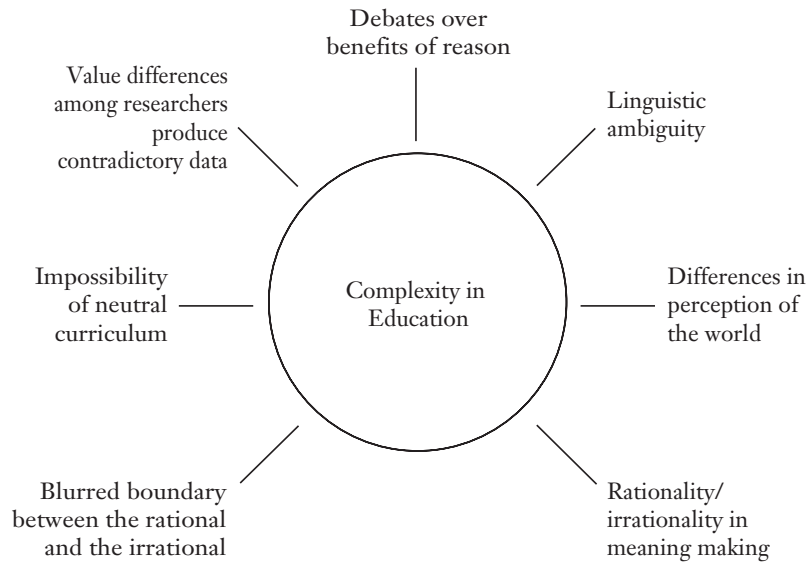 Debates over
benefits of reason
Value differences
among researchers
produce
contradictory data
Linguistic
ambiguity
Impossibility
of neutral
curriculum
Complexity in
Education
Differences in
perception of
the world
Blurred boundary
between the rational
and the irrational
Rationality/
irrationality in
meaning making